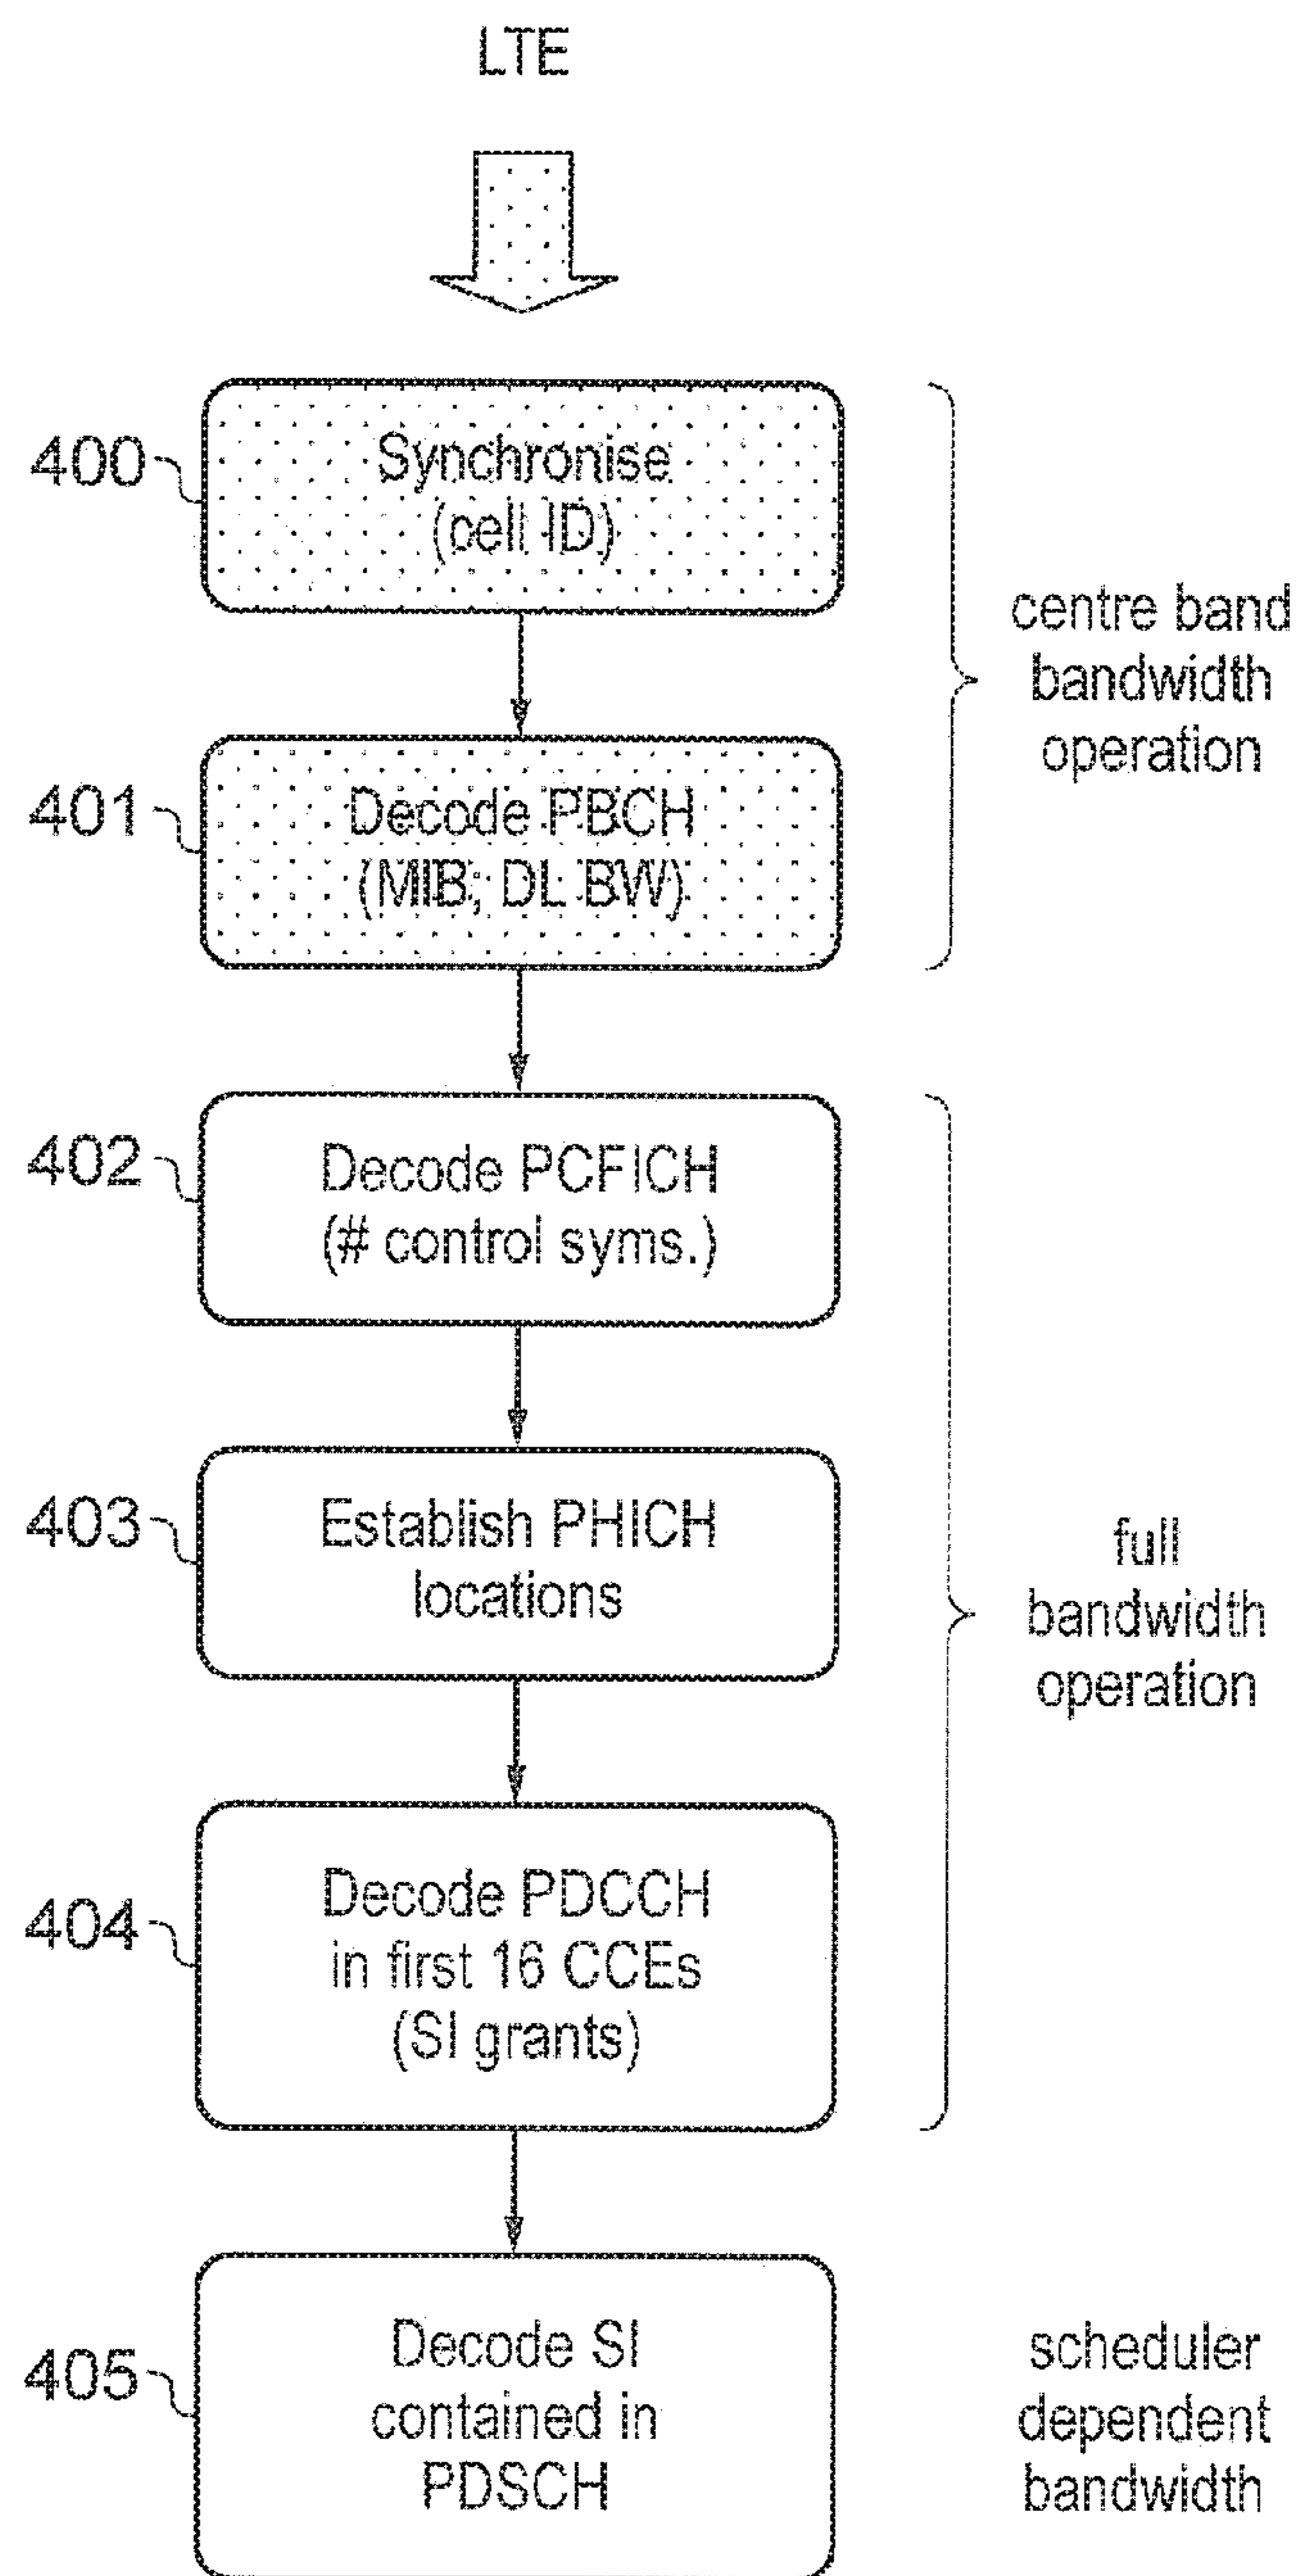 LTE
400
Synchronise
(cell ID)
centre band
bandwidth
operation
401
Decode PBCH
(MIB; DL BW)
402
Decode PCFICH
(# control syms.)
403
Establish PHICH
locations
full
bandwidth
operation
404
Decode PDCCH
in first 16 CCEs
(SI grants)
405
Decode SI
contained in
PDSCH
scheduler
dependent
bandwidth